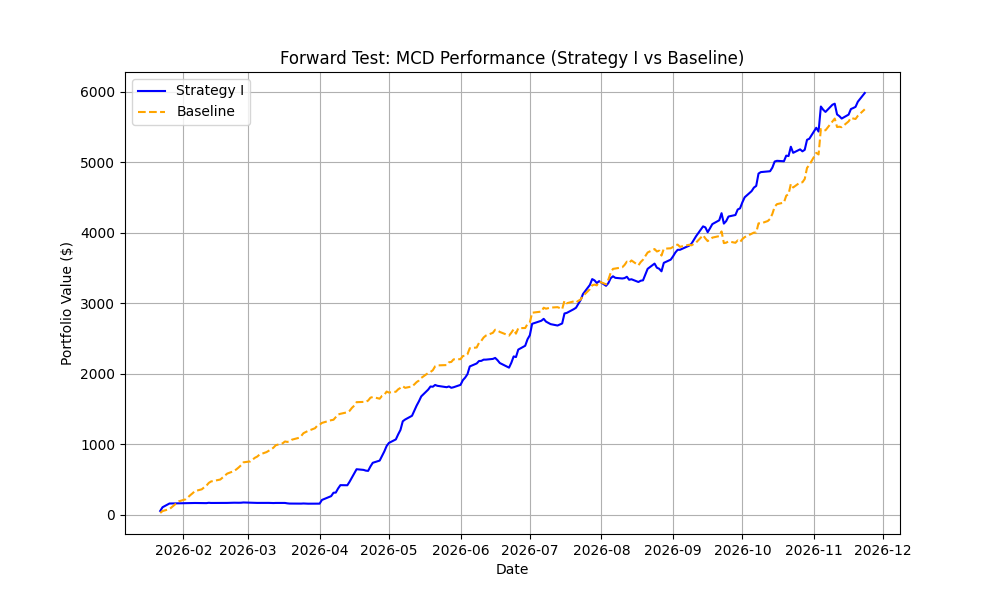 Forward Test: MCD Performance (Strategy I vs Baseline)
Strategy I
Baseline
Portfolio Value ($)
6000
5000
4000
3000
2000
1000
0
2026-02 2026-03 2026-04 2026-05 2026-06 2026-07 2026-08 2026-09 2026-10 2026-11 2026-12
Date